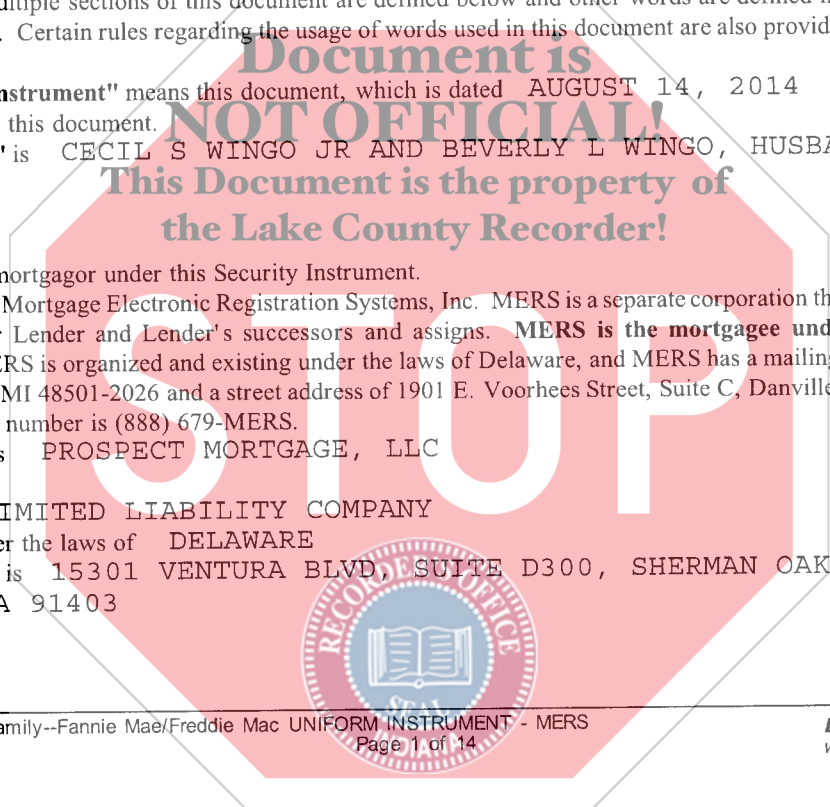 ultiple sections of this document are defined below and other words are defined in
. Certain rules regarding the usage of words used in this document are also provid
Document is
nstrument" means this document, which is dated AUGUST 14, 2014
this document.
NOT OFFICIAL!
" is CECIL S WINGO JR AND BEVERLY L WINGO, HUSBA
This Document is the property of
the Lake County Recorder!
mortgagor under this Security Instrument.
Mortgage Electronic Registration Systems, Inc. MERS is a separate corporation th
r Lender and Lender's successors and assigns. MERS is the mortgagee und
ERS is organized and existing under the laws of Delaware, and MERS has a mailing
MI 48501-2026 and a street address of 1901 E. Voorhees Street, Suite C, Danville
number is (888) 679-MERS.
s PROSPECT MORTGAGE, LLC
STOP
IMITED LIABILITY COMPANY
er the laws of DELAWARE
is 15301 VENTURA BLVD, SUITE D300, SHERMAN OAK
A 91403
RECORDER'S OFFICE
SEAL
INDIANA
amily--Fannie Mae/Freddie Mac UNIFORM INSTRUMENT - MERS
Page 1 of 14